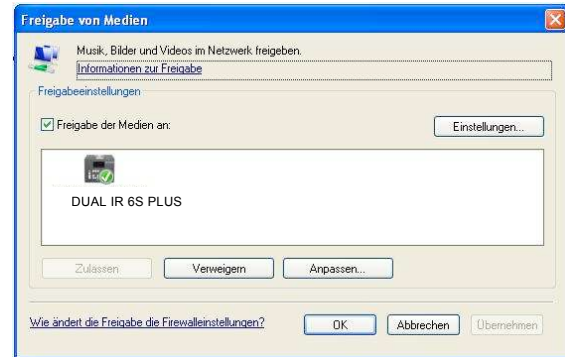 Freigabe von Medien
Musik, Bilder und Videos im Netzwerk freigeben.
Informationen zur Freigabe
Freigabeeinstellungen
Freigabe der Medien an:
Einstellungen...
DUAL IR 6S PLUS
Zulassen Verweigern Anpassen...
Wie ändert die Freigabe die Firewalleinstellungen? OK Abbrechen Übernehmen